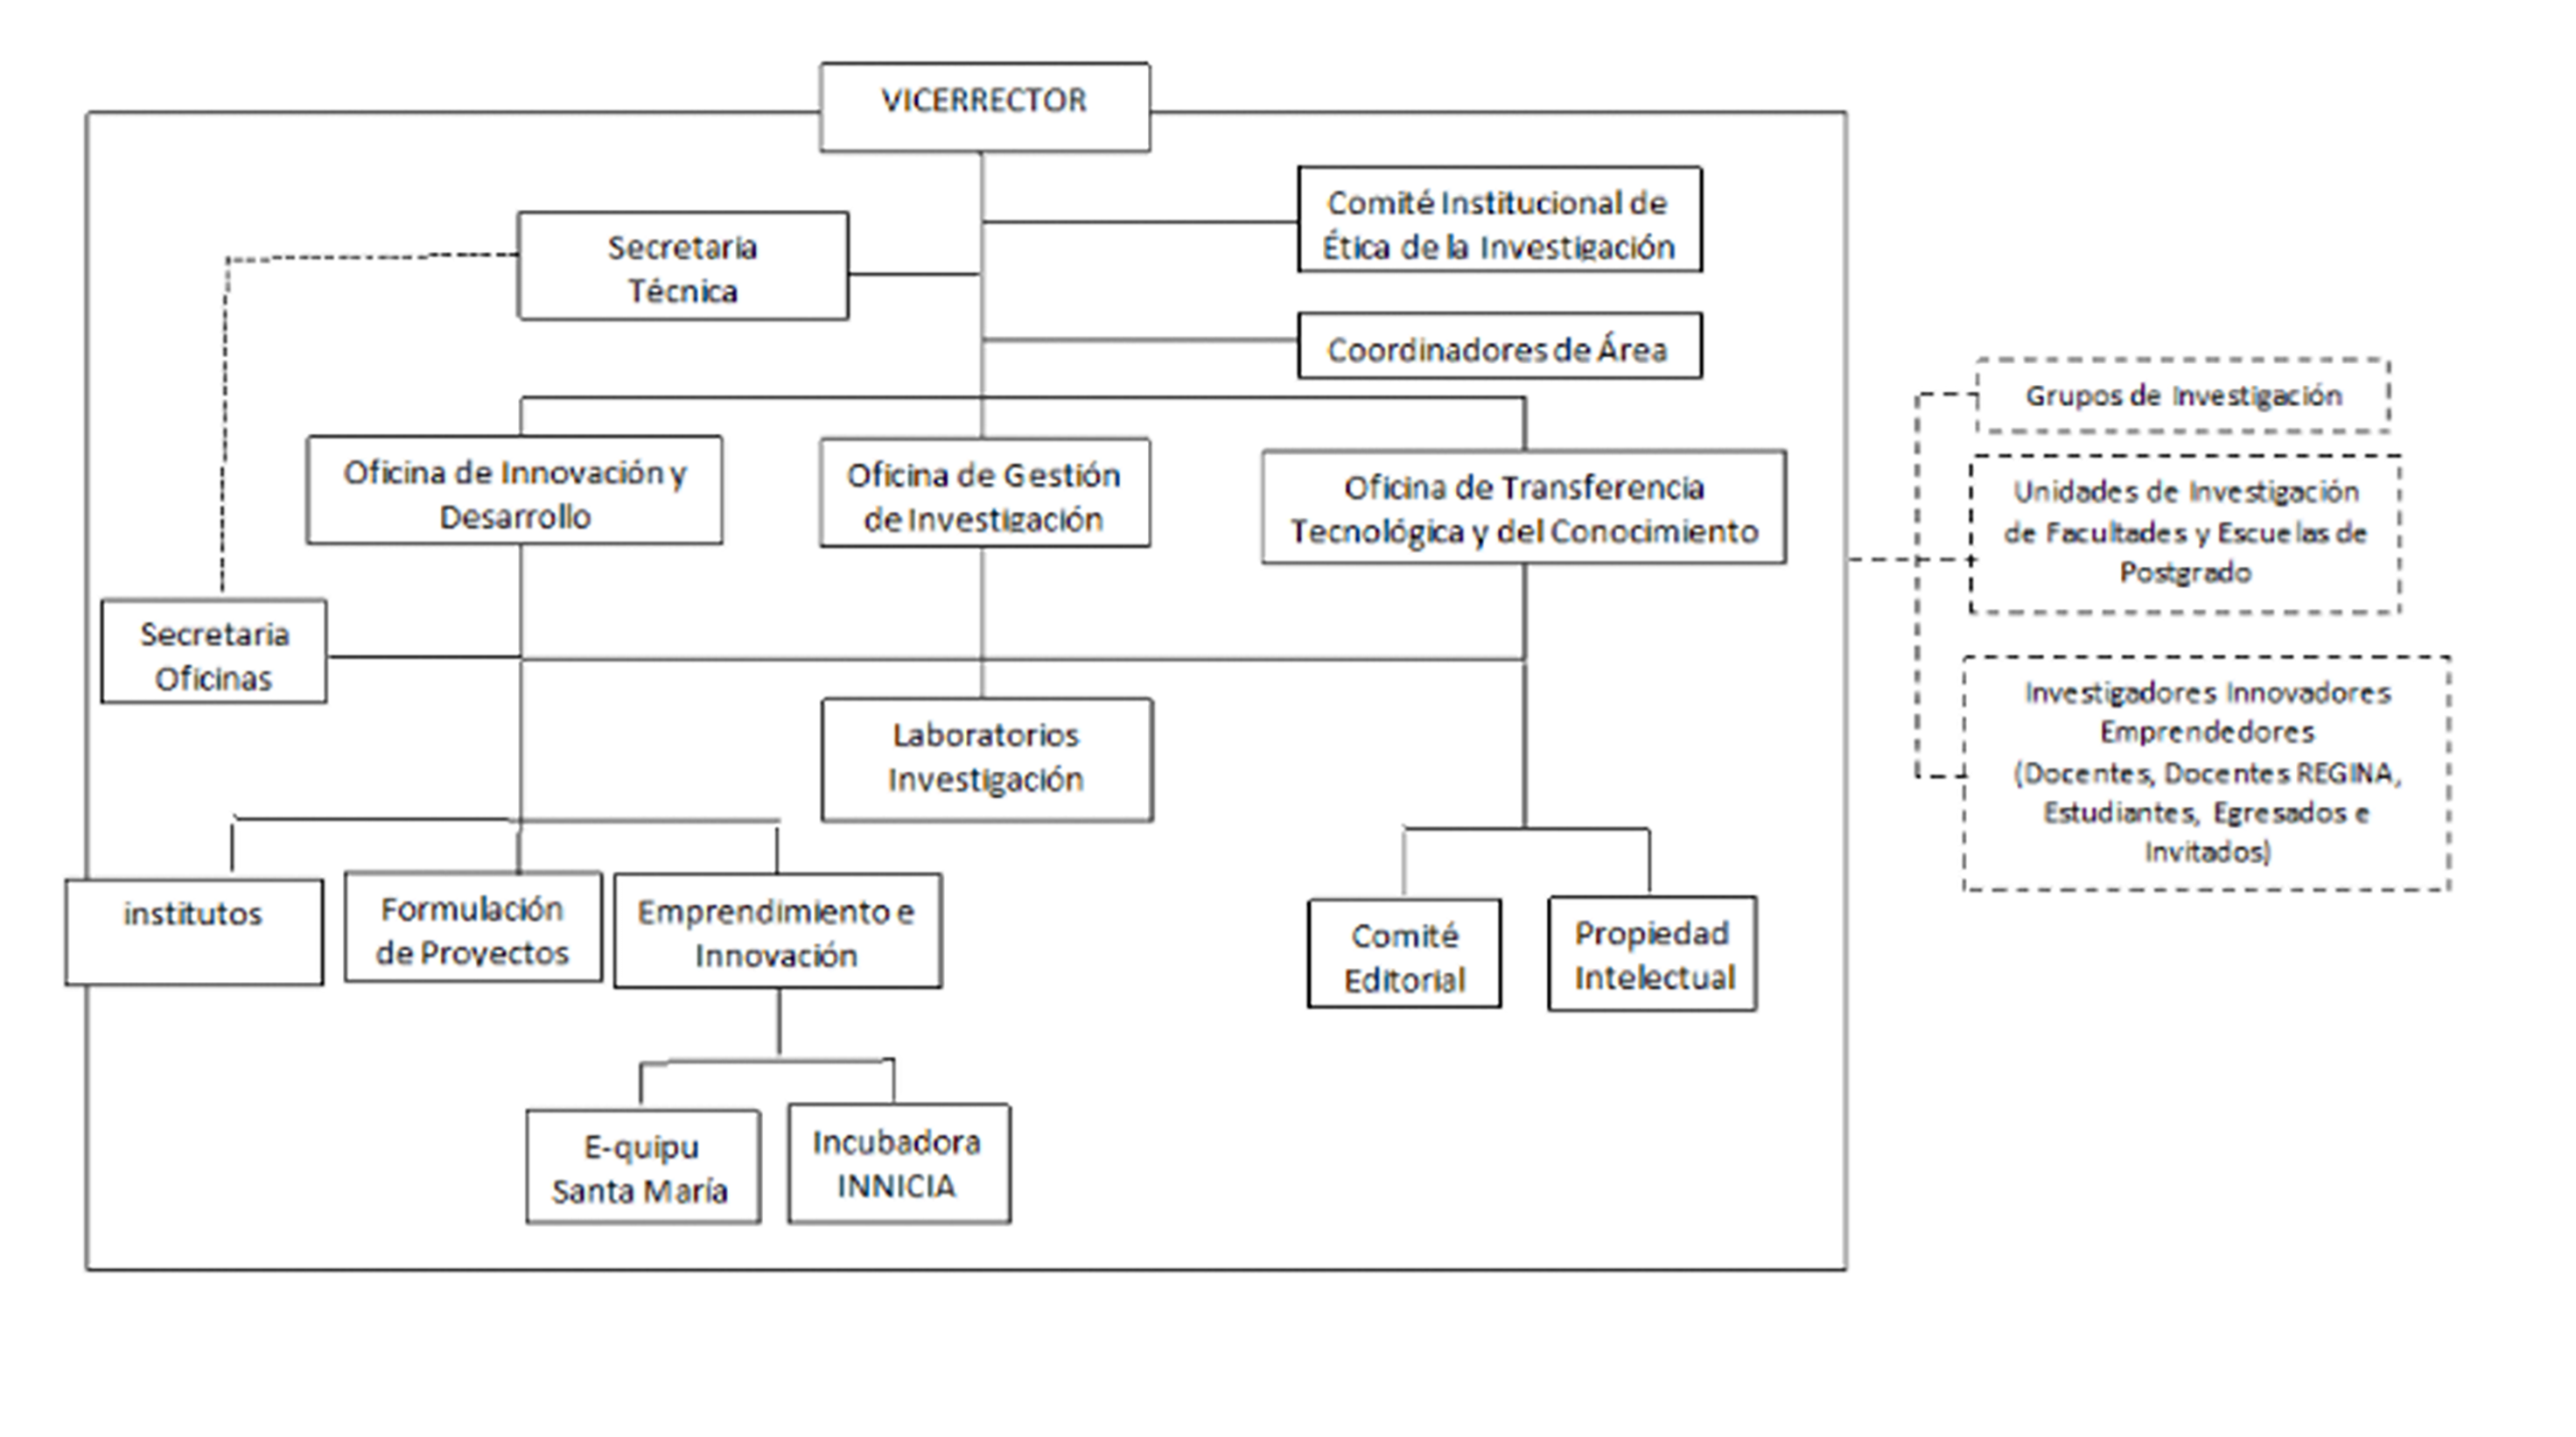 VICERRECTOR
Comité Institucional de
Ética de la Investigación
Secretaria
Técnica
Coordinadores de Área
Oficina de Innovación y
Desarrollo
Oficina de Gestión
de Investigación
Oficina de Transferencia
Tecnológica y del Conocimiento
Secretaria
Oficinas
Laboratorios
Investigación
institutos
Formulación
de Proyectos
Emprendimiento e
Innovación
Comité
Editorial
Propiedad
Intelectual
E-quipu
Santa María
Incubadora
INNICIA
Grupos de Investigación
Unidades de Investigación
de Facultades y Escuelas de
Postgrado
Investigadores Innovadores
Emprendedores
(Docentes, Docentes REGINA,
Estudiantes, Egresados e
Invitados)